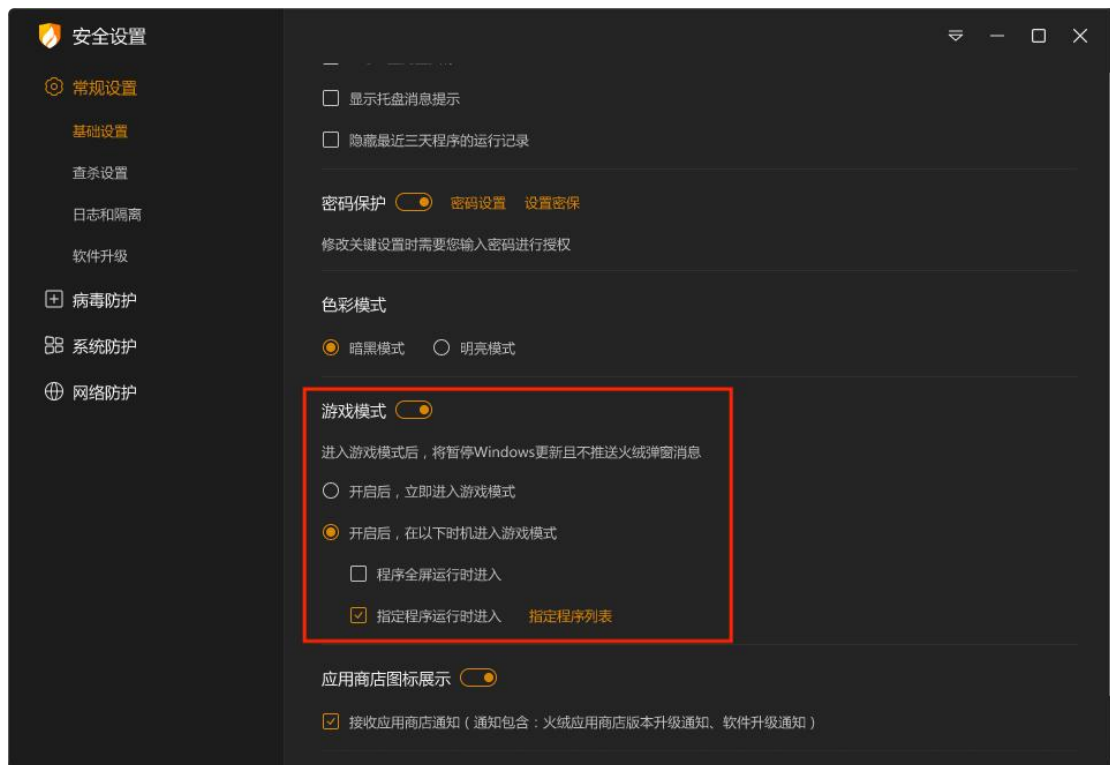 安全设置
常规设置
基础设置
查杀设置
日志和隔离
软件升级
病毒防护
系统防护
网络防护
显示托盘消息提示
隐藏最近三天程序的运行记录
密码保护 密码设置 设置密保
修改关键设置时需要您输入密码进行授权
色彩模式
暗黑模式 明亮模式
游戏模式
进入游戏模式后，将暂停Windows更新且不推送火绒弹窗消息
开启后，立即进入游戏模式
开启后，在以下时机进入游戏模式
程序全屏运行时进入
指定程序运行时进入 指定程序列表
应用商店图标展示
接收应用商店通知（通知包含：火绒应用商店版本升级通知、软件升级通知）